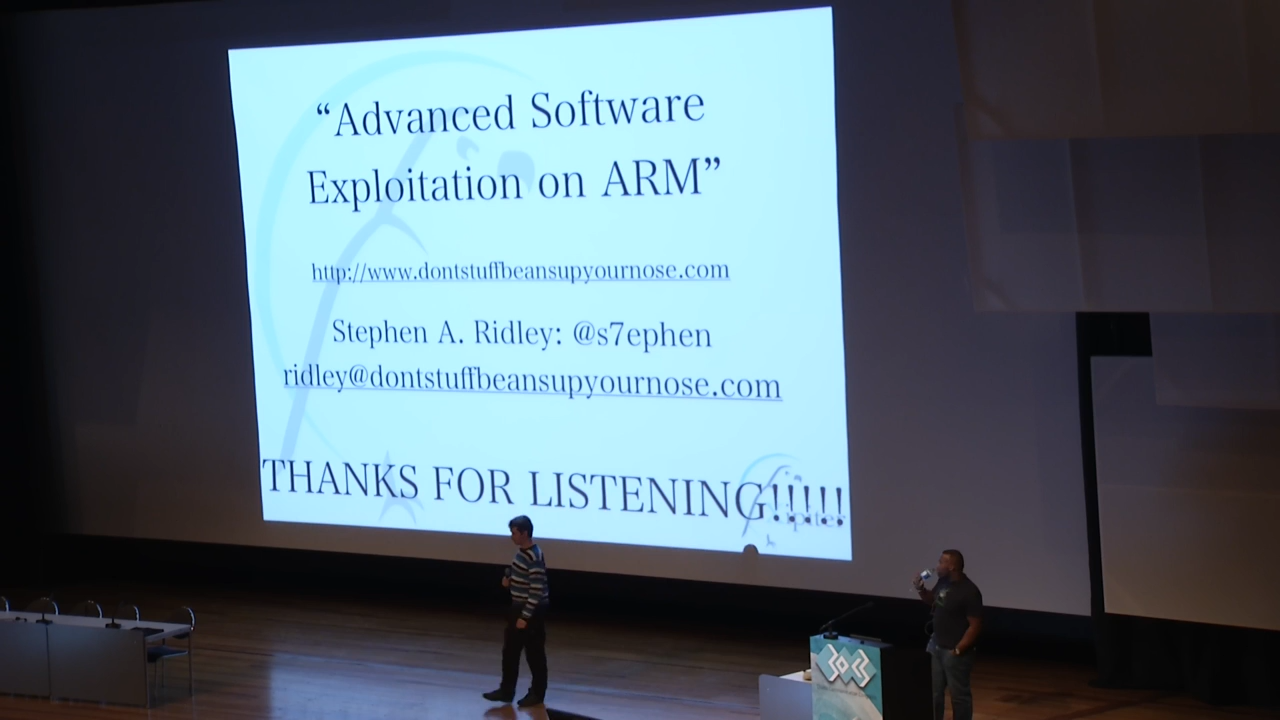 “Advanced Software
Exploitation on ARM”
http://www.dontstuffbeansupyournose.com
Stephen A. Ridley: @s7ephen
ridley@dontstuffbeansupyournose.com
THANKS FOR LISTENING!!!!!